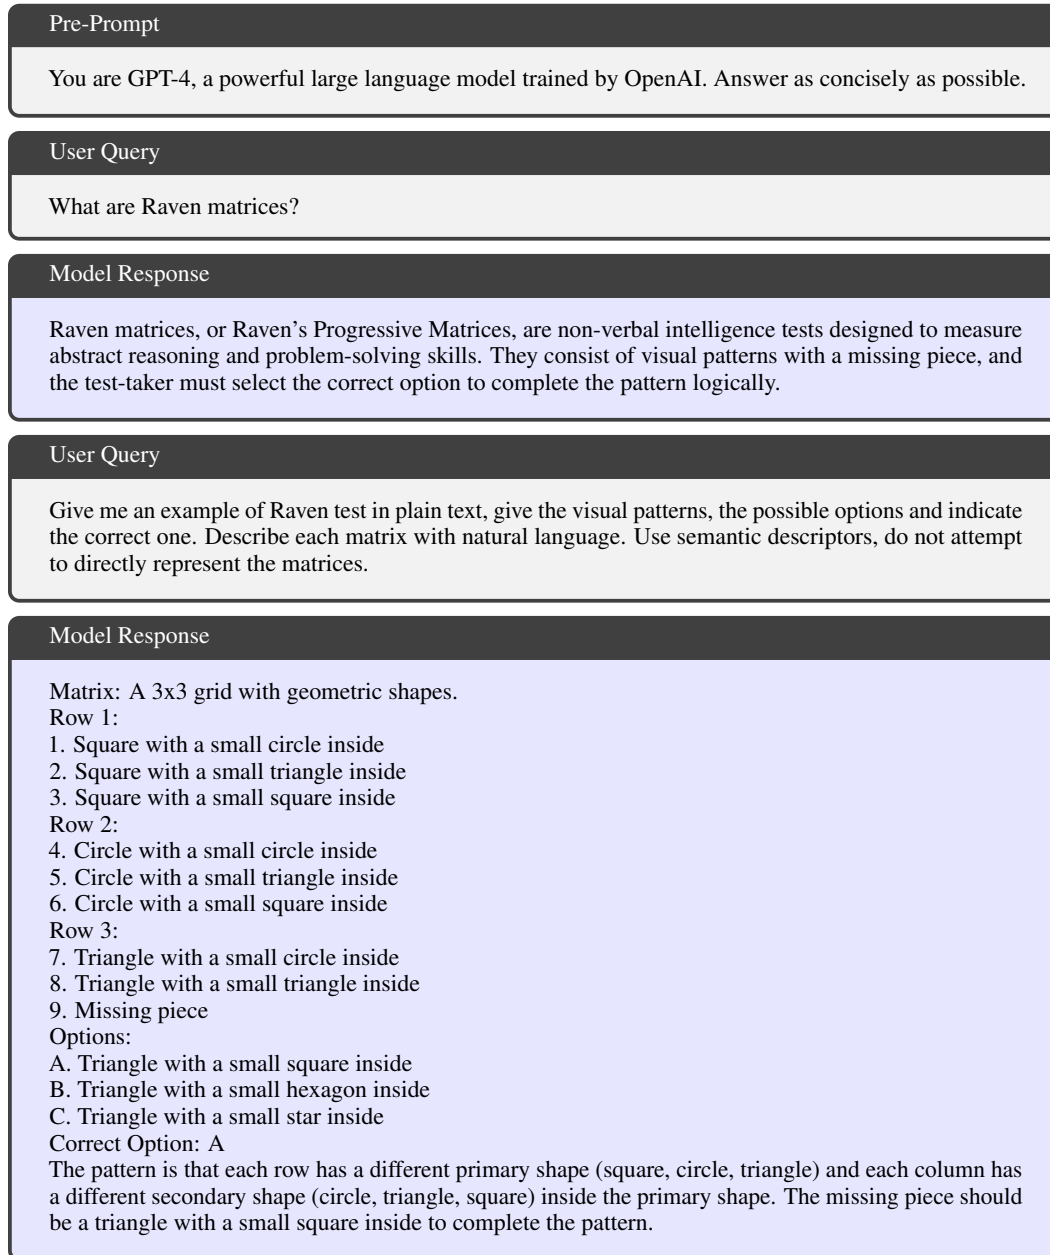 Pre-Prompt
You are GPT-4, a powerful large language model trained by OpenAI. Answer as concisely as possible.
User Query
What are Raven matrices?
Model Response
Raven matrices, or Raven's Progressive Matrices, are non-verbal intelligence tests designed to measure
abstract reasoning and problem-solving skills. They consist of visual patterns with a missing piece, and
the test-taker must select the correct option to complete the pattern logically.
User Query
Give me an example of Raven test in plain text, give the visual patterns, the possible options and indicate
the correct one. Describe each matrix with natural language. Use semantic descriptors, do not attempt
to directly represent the matrices.
Model Response
Matrix: A 3x3 grid with geometric shapes.
Row 1:
1. Square with a small circle inside
2. Square with a small triangle inside
3. Square with a small square inside
Row 2:
4. Circle with a small circle inside
5. Circle with a small triangle inside
6. Circle with a small square inside
Row 3:
7. Triangle with a small circle inside
8. Triangle with a small triangle inside
9. Missing piece
Options:
A. Triangle with a small square inside
B. Triangle with a small hexagon inside
C. Triangle with a small star inside
Correct Option: A
The pattern is that each row has a different primary shape (square, circle, triangle) and each column has
a different secondary shape (circle, triangle, square) inside the primary shape. The missing piece should
be a triangle with a small square inside to complete the pattern.